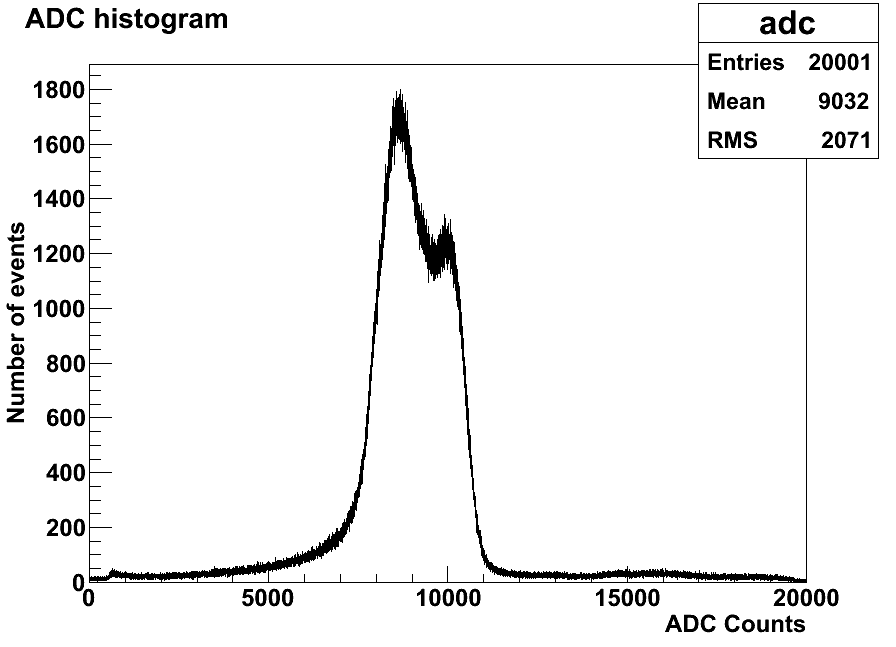 ADC histogram
adc
Entries 20001
Mean 9032
RMS 2071
Number of events
1800
1600
1400
1200
1000
800
600
400
200
0
0 5000 10000 15000 20000
ADC Counts